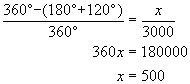 360°−(180°+120°)/360° = x/3000
360x = 180000
x = 500